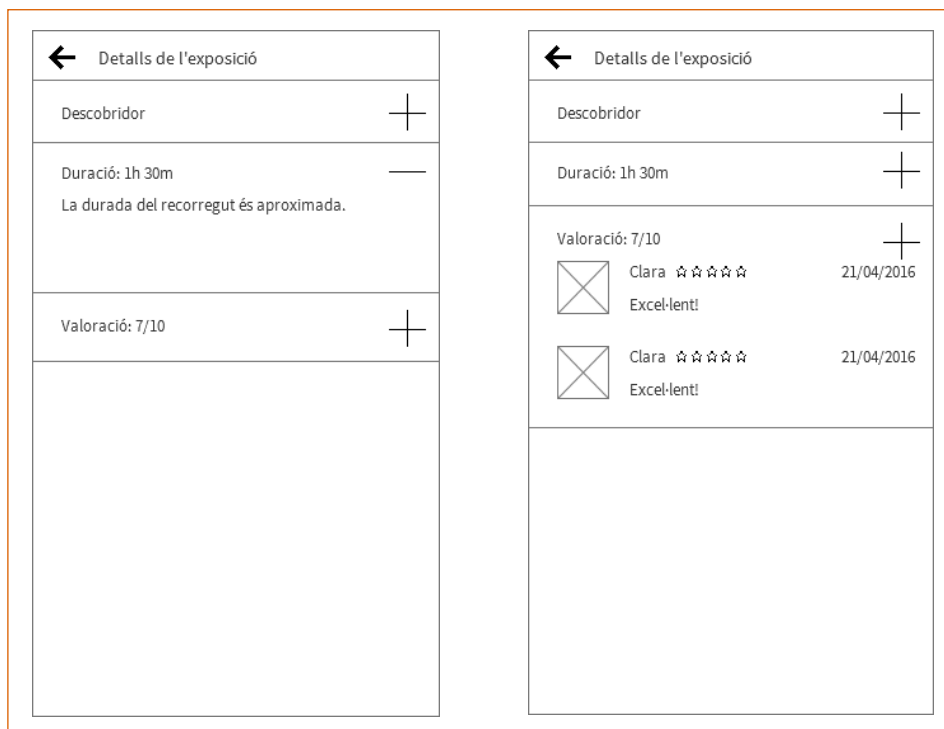 Detalls de l'exposició
Descobridor
Duració: 1h 30m
La durada del recorregut és aproximada.
Valoració: 7/10
Detalls de l'exposició
Descobridor
Duració: 1h 30m
Valoració: 7/10
Clara 21/04/2016
Excel·lent!
Clara 21/04/2016
Excel·lent!